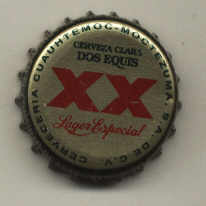 CERVECERIA CUAUHTEMOC-MOCTEZUMA, S.A. DE C.V.
CERVEZA CLARA
DOS EQUIS
XX
Lager Especial